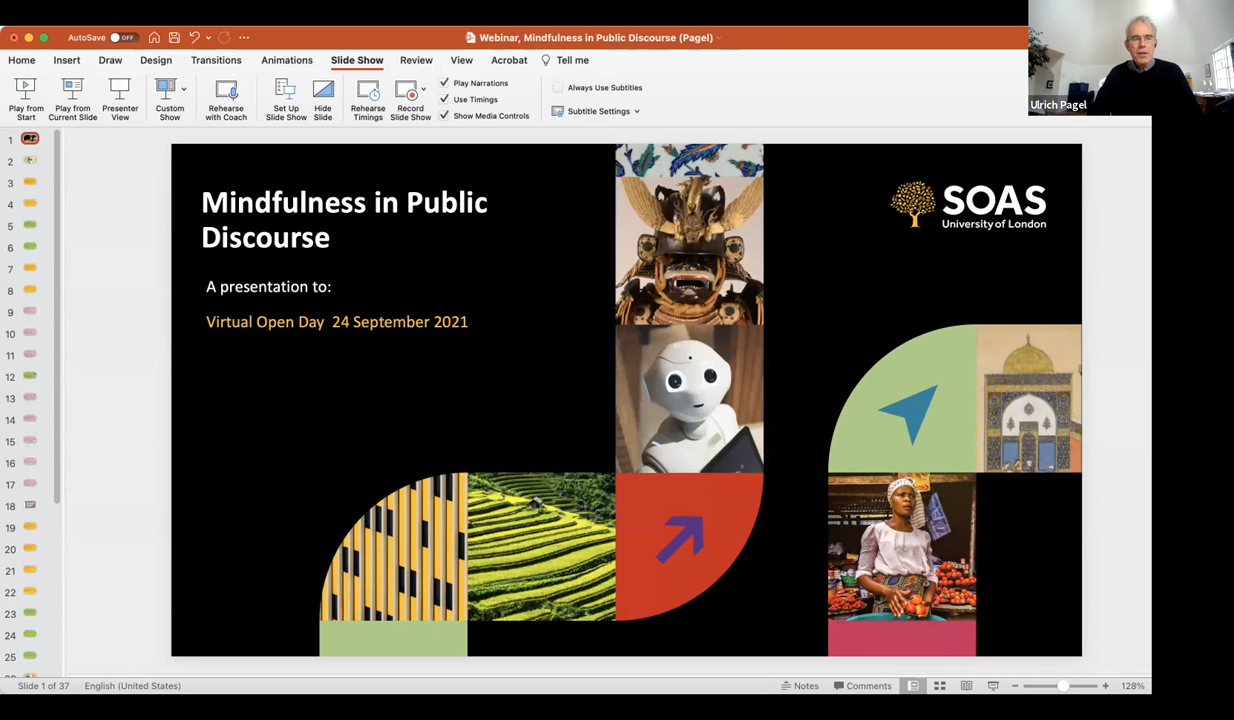 AutoSave
OFF
Webinar, Mindfulness in Public Discourse (Pagel)
Home
Insert
Draw
Design
Transitions
Animations
Slide Show
Review
View
Acrobat
Tell me
Play from
Start
Play from
Current Slide
Presenter
View
Custom
Show
Rehearse
with Coach
Set Up
Slide Show
Hide
Slide
Rehearse
Timings
Record
Slide Show
Play Narrations
Use Timings
Show Media Controls
Always Use Subtitles
Subtitle Settings
Ulrich Pagel
1
2
3
4
5
6
7
8
9
10
11
12
13
14
15
16
17
18
19
20
21
22
23
24
25
Mindfulness in Public
Discourse
A presentation to:
Virtual Open Day 24 September 2021
SOAS
University of London
Slide 1 of 37
English (United States)
Notes
Comments
128%